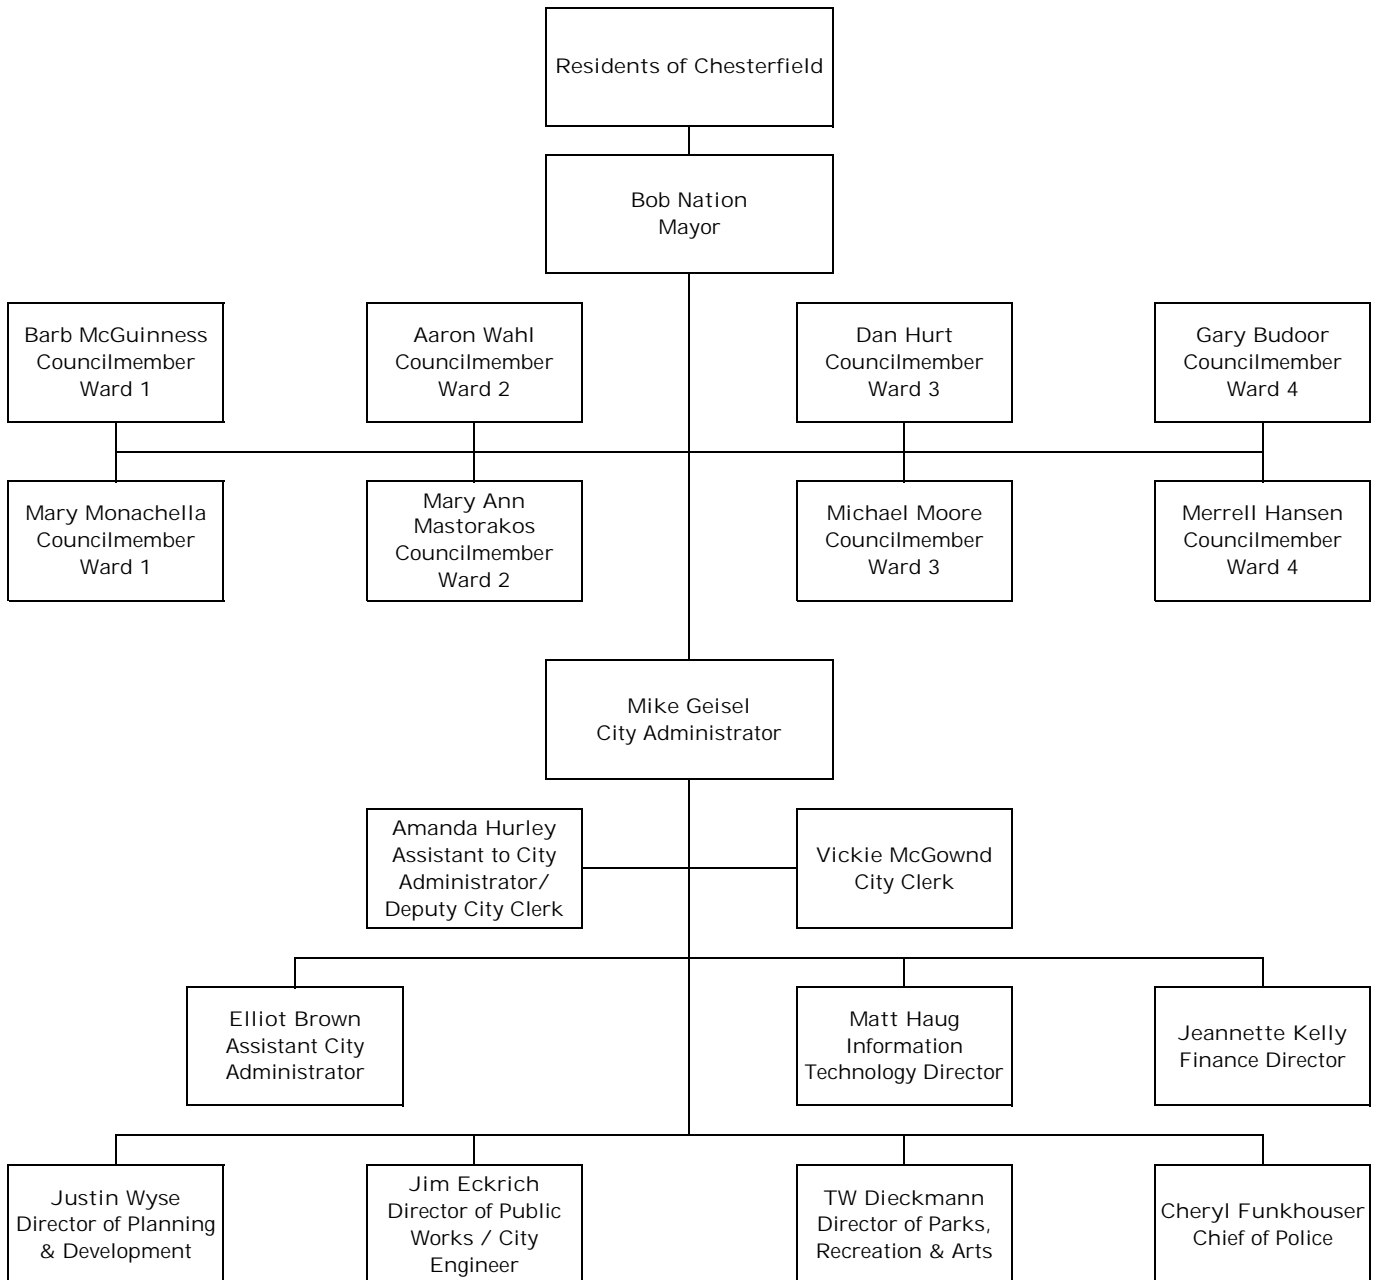 Residents of Chesterfield
Bob Nation
Mayor
Barb McGuinness
Councilmember
Ward 1
Aaron Wahl
Councilmember
Ward 2
Dan Hurt
Councilmember
Ward 3
Gary Budoor
Councilmember
Ward 4
Mary Monachella
Councilmember
Ward 1
Mary Ann
Mastorakos
Councilmember
Ward 2
Michael Moore
Councilmember
Ward 3
Merrell Hansen
Councilmember
Ward 4
Mike Geisel
City Administrator
Amanda Hurley
Assistant to City
Administrator/
Deputy City Clerk
Vickie McGownd
City Clerk
Elliot Brown
Assistant City
Administrator
Matt Haug
Information
Technology Director
Jeannette Kelly
Finance Director
Justin Wyse
Director of Planning
& Development
Jim Eckrich
Director of Public
Works / City
Engineer
TW Dieckmann
Director of Parks,
Recreation & Arts
Cheryl Funkhouser
Chief of Police